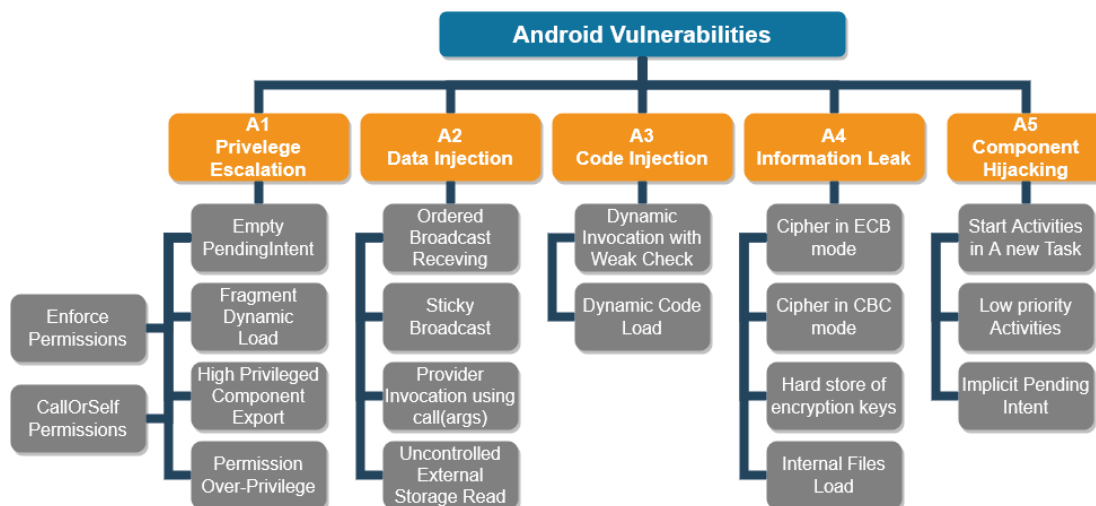 Android Vulnerabilities
A1
Privelege
Escalation
A2
Data Injection
A3
Code Injection
A4
Information Leak
A5
Component
Hijacking
Empty
PendingIntent
Fragment
Dynamic
Load
High Privileged
Component
Export
Permission
Over-Privilege
Enforce
Permissions
CallOrSelf
Permissions
Ordered
Broadcast
Receving
Sticky
Broadcast
Provider
Invocation using
call(args)
Uncontrolled
External
Storage Read
Dynamic
Invocation with
Weak Check
Dynamic Code
Load
Cipher in ECB
mode
Cipher in CBC
mode
Hard store of
encryption keys
Internal Files
Load
Start Activities
in A new Task
Low priority
Activities
Implicit Pending
Intent